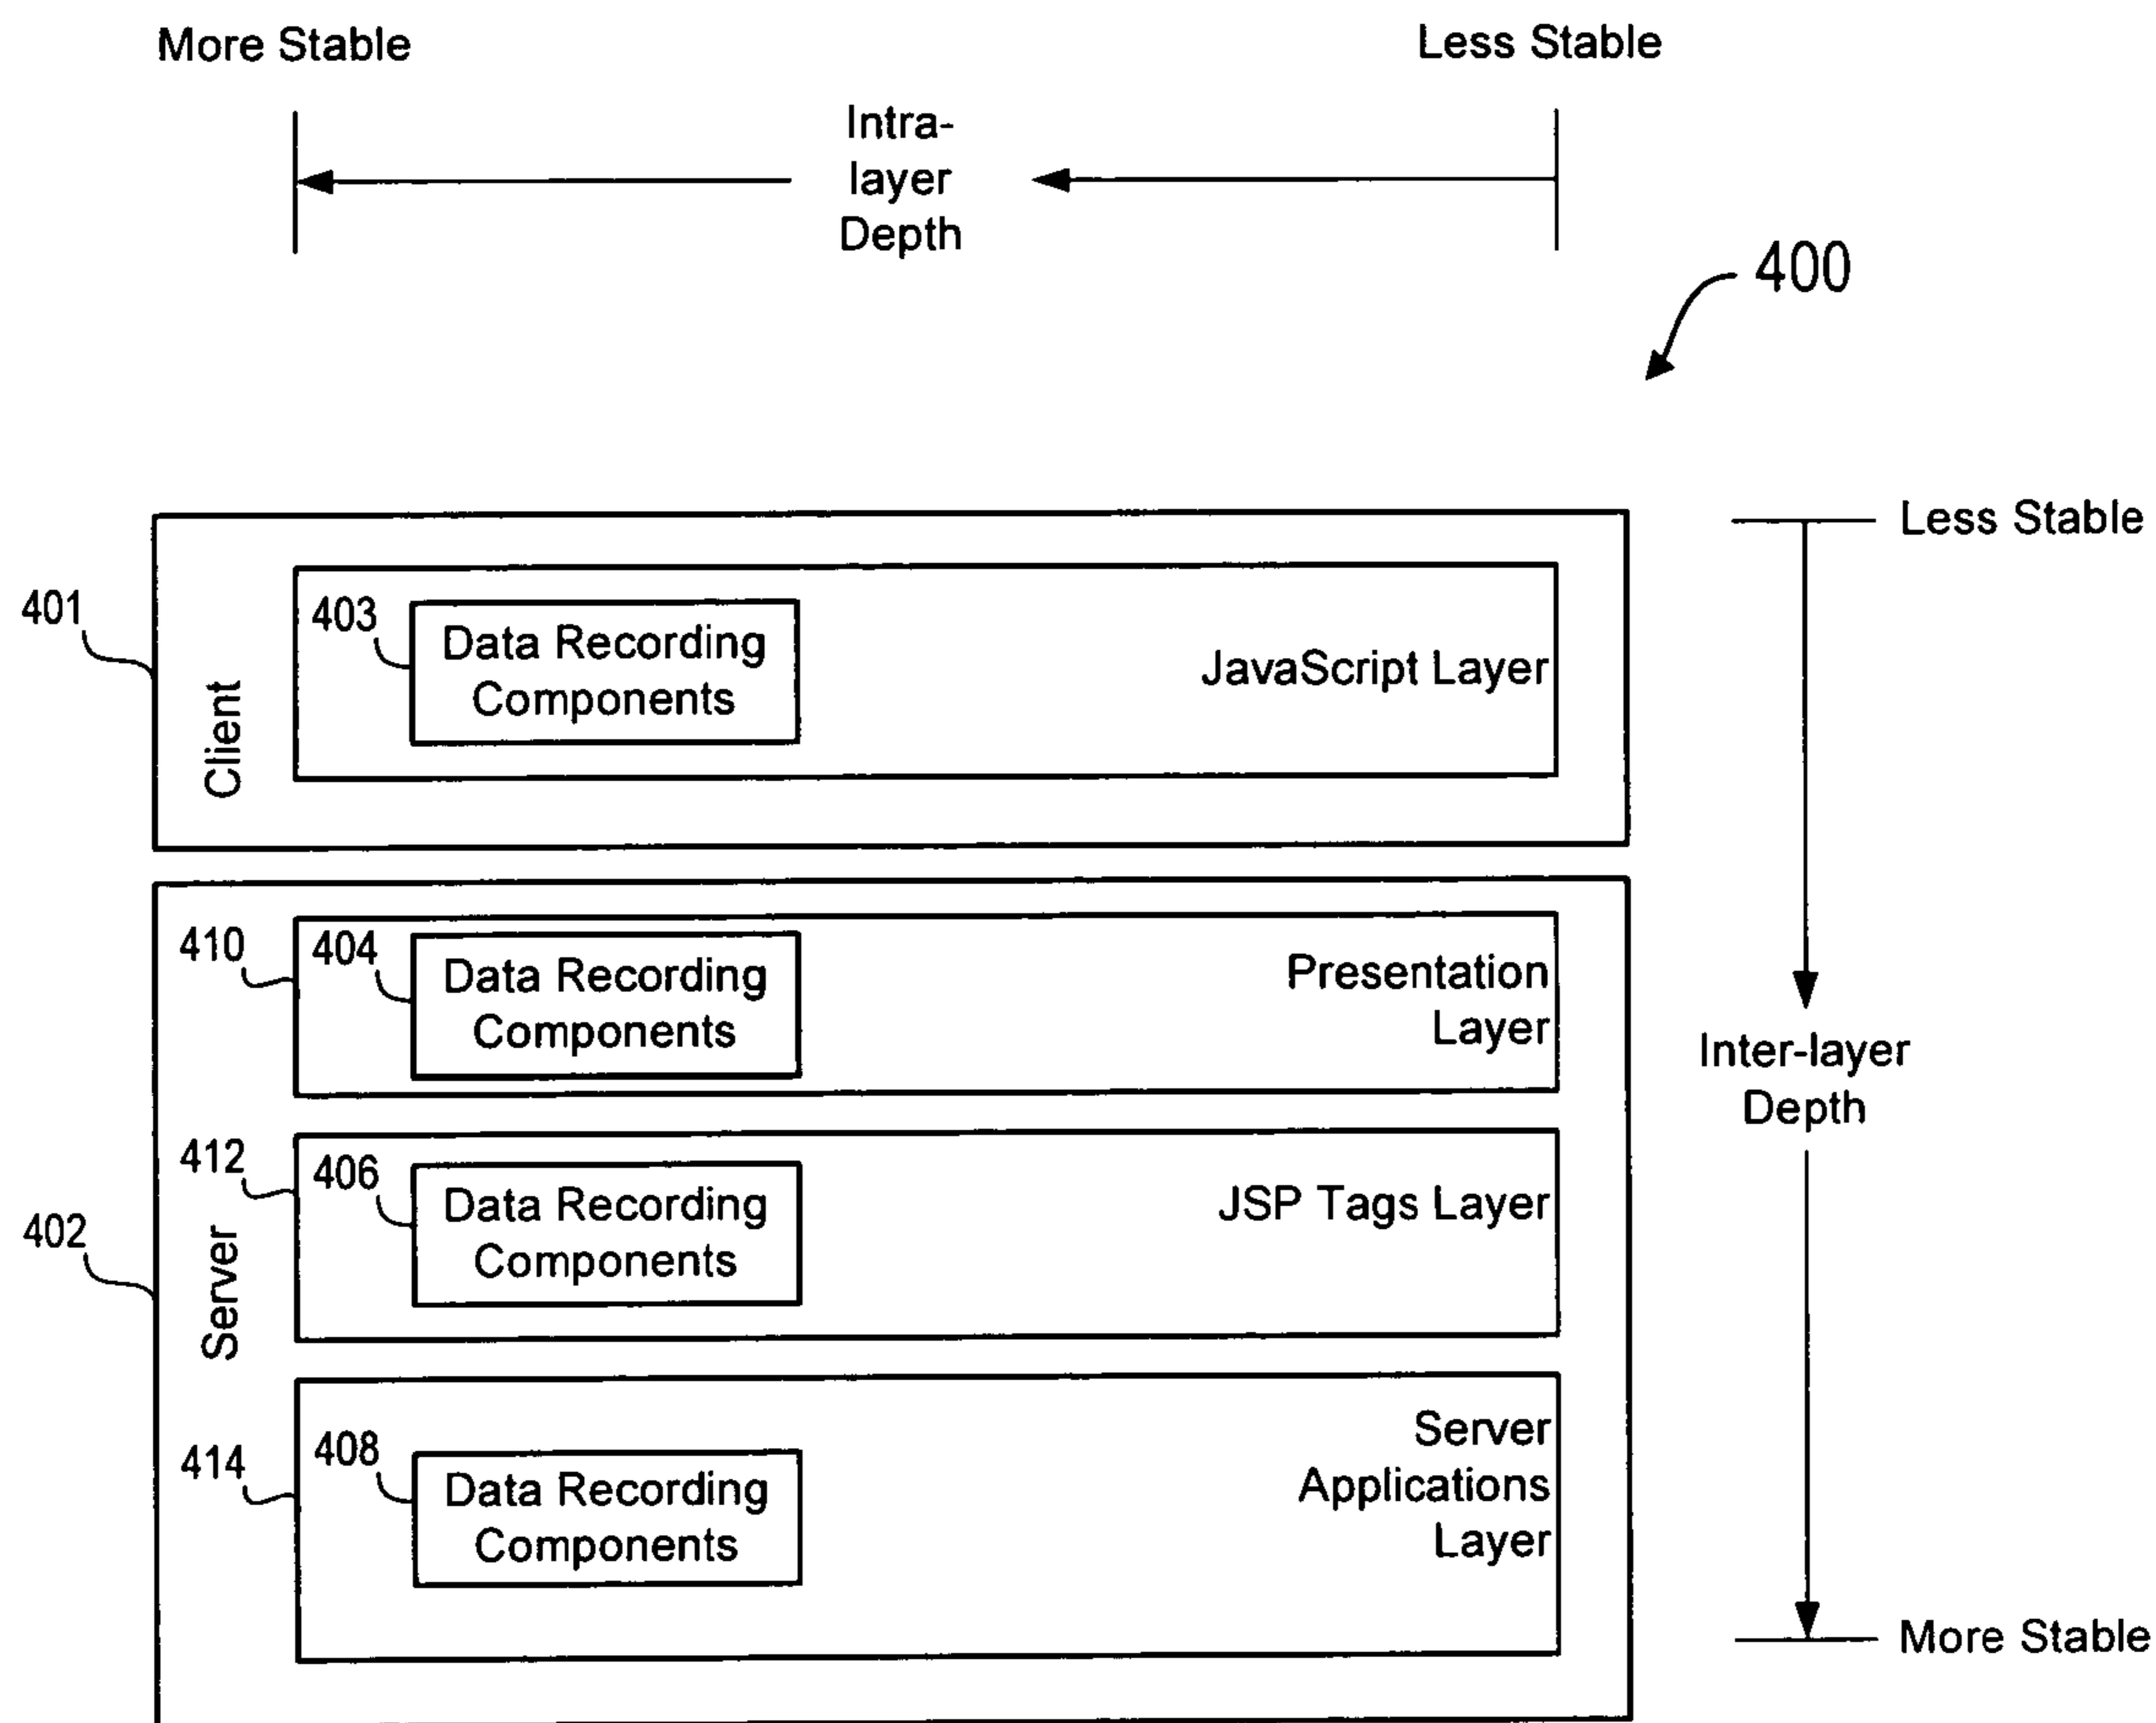 More Stable
Less Stable
Intra-
layer
Depth
400
Less Stable
401
Client
403
Data Recording
Components
JavaScript Layer
410
404
Data Recording
Components
Presentation
Layer
Inter-layer
Depth
412
406
Data Recording
Components
JSP Tags Layer
402
Server
414
408
Data Recording
Components
Server
Applications
Layer
More Stable